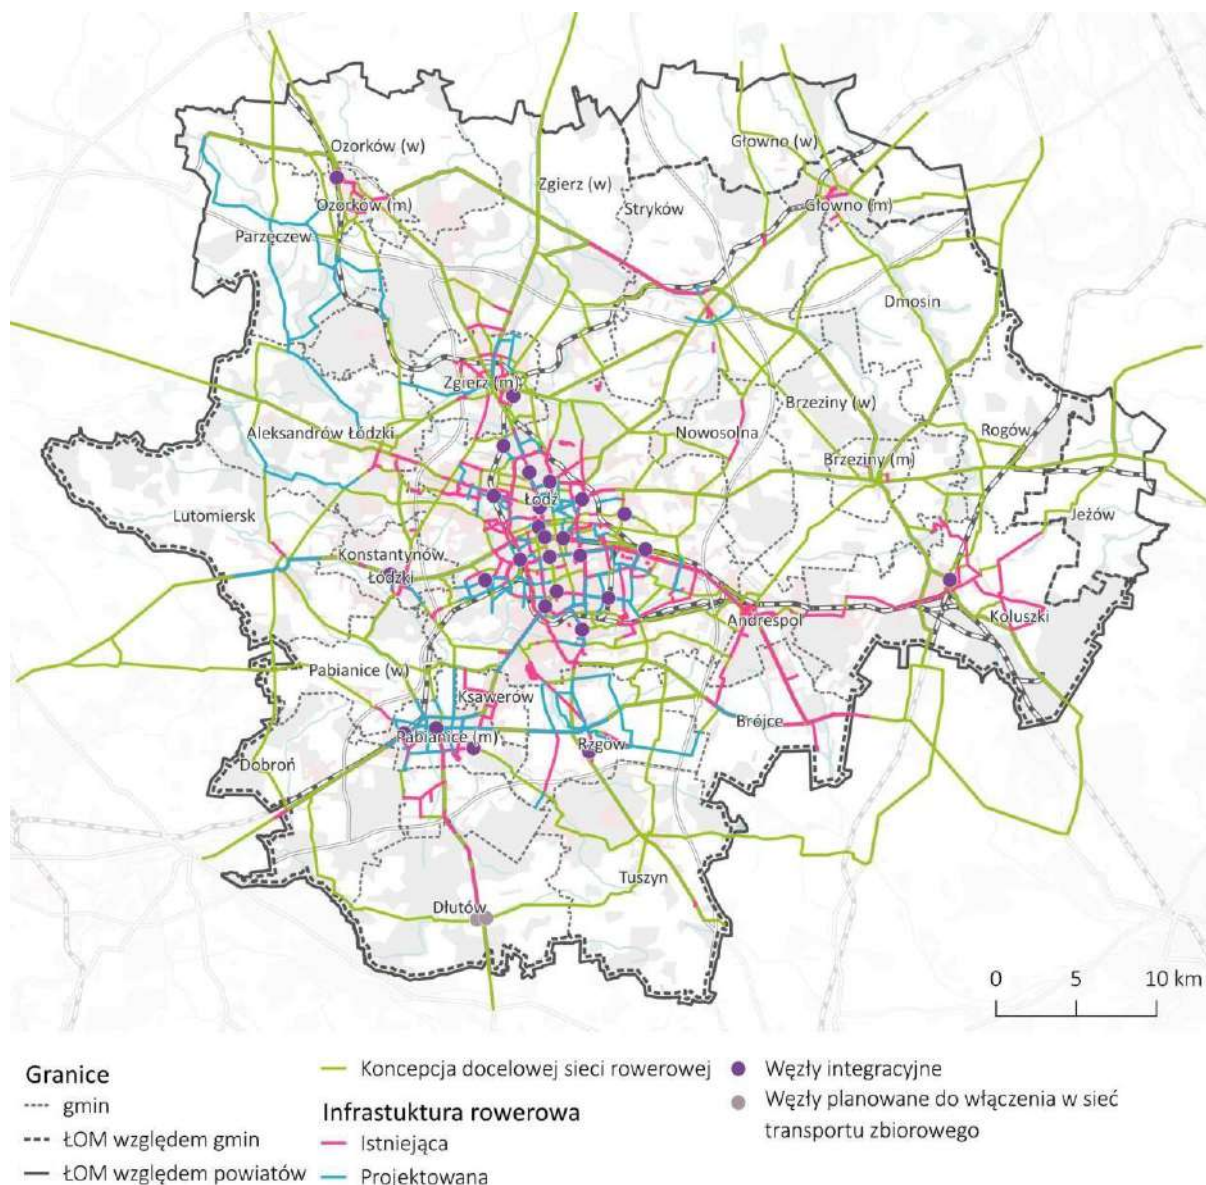 Ozorków (w)
Głowno (w)
Zgierz (w)
Stryków
Ozorków (m)
Głowno (m)
Parzęczew
Dmosin
Zgierz (m)
Brzeziny (w)
Aleksandrów Łódzki
Nowosolna
Rogów
Brzeziny (m)
Łódź
Lutomiersk
Jeżów
Konstantynów
Łódzki
Andrespol
Koluszki
Pabianice (w)
Ksawerów
Brójce
Pabianice (m)
Rzgów
Dobroń
Tuszyn
Dłutów
0 5 10 km
Granice
gmin
ŁOM względem gmin
ŁOM względem powiatów
Koncepcja docelowej sieci rowerowej
Infrastuktura rowerowa
Istniejąca
Projektowana
Węzły integracyjne
Węzły planowane do włączenia w sieć
transportu zbiorowego